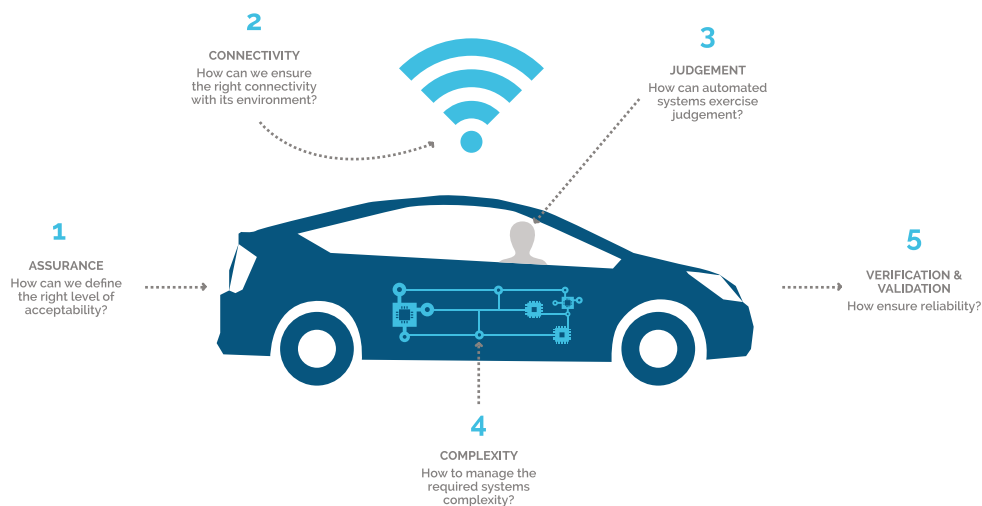 1
ASSURANCE
How can we define
the right level of
acceptability?
2
CONNECTIVITY
How can we ensure
the right connectivity
with its environment?
3
JUDGEMENT
How can automated
systems exercise
judgement?
4
COMPLEXITY
How to manage the
required systems
complexity?
5
VERIFICATION &
VALIDATION
How ensure reliability?